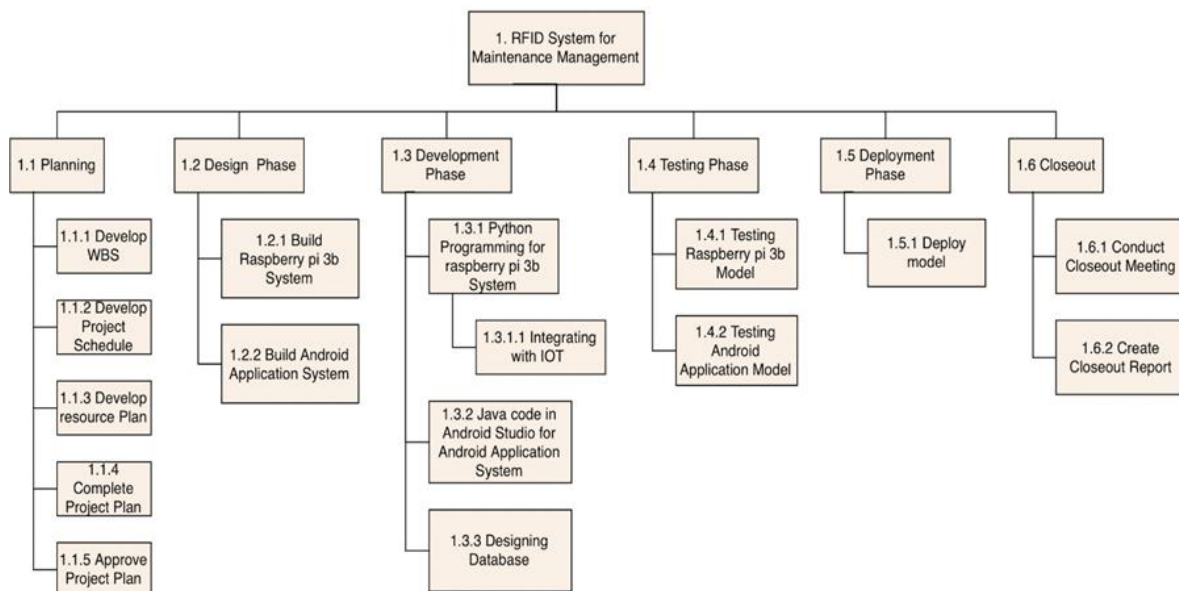 1. RFID System for
Maintenance Management
1.1 Planning
1.2 Design Phase
1.3 Development
Phase
1.4 Testing Phase
1.5 Deployment
Phase
1.6 Closeout
1.1.1 Develop
WBS
1.1.2 Develop
Project
Schedule
1.1.3 Develop
resource Plan
1.1.4
Complete
Project Plan
1.1.5 Approve
Project Plan
1.2.1 Build
Raspberry pi 3b
System
1.2.2 Build Android
Application System
1.3.1 Python
Programming for
raspberry pi 3b
System
1.3.1.1 Integrating
with IOT
1.3.2 Java code in
Android Studio for
Android Application
System
1.3.3 Designing
Database
1.4.1 Testing
Raspberry pi 3b
Model
1.4.2 Testing
Android
Application Model
1.5.1 Deploy
model
1.6.1 Conduct
Closeout Meeting
1.6.2 Create
Closeout Report